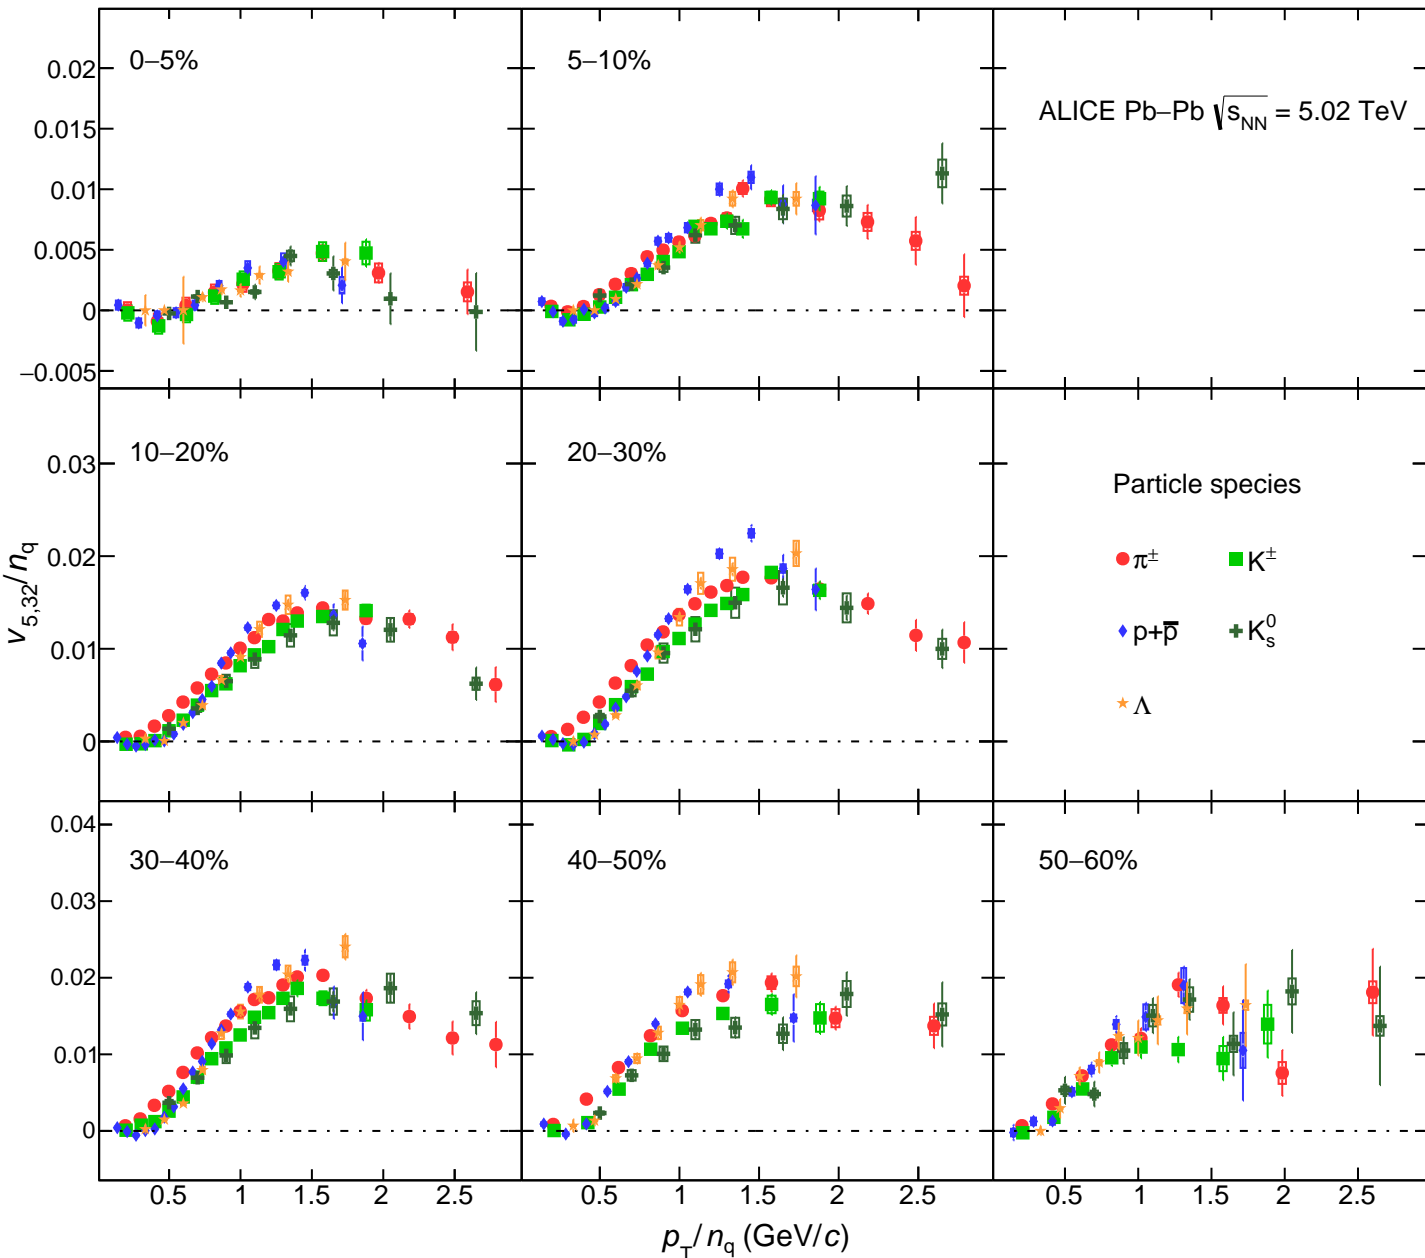 0–5%
5–10%
ALICE Pb–Pb √s_NN = 5.02 TeV
0.02
0.015
0.01
0.005
0
−0.005
10–20%
20–30%
Particle species
π±
K±
p+p̅
K⁰ₛ
Λ
0.03
0.02
0.01
0
v₅,₃₂/n_q
30–40%
40–50%
50–60%
0.04
0.03
0.02
0.01
0
0.5 1 1.5 2 2.5
0.5 1 1.5 2 2.5
0.5 1 1.5 2 2.5
p_T/n_q (GeV/c)